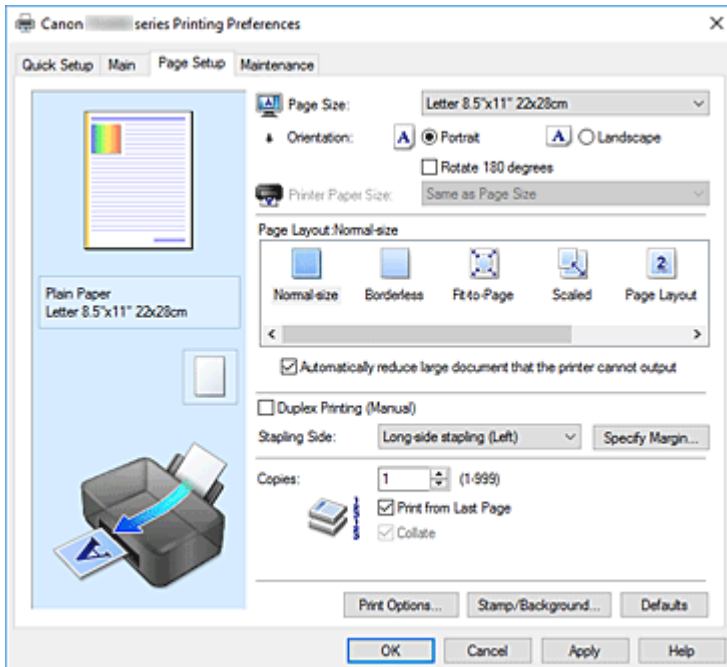 Canon series Printing Preferences
Quick Setup Main Page Setup Maintenance
Page Size: Letter 8.5"x11" 22x28cm
Orientation: A Portrait A Landscape
Rotate 180 degrees
Printer Paper Size: Same as Page Size
Page Layout:Normal-size
Normal-size Borderless Fit-to-Page Scaled 2 Page Layout
Plain Paper
Letter 8.5"x11" 22x28cm
Automatically reduce large document that the printer cannot output
Duplex Printing (Manual)
Stapling Side: Long-side stapling (Left) Specify Margin...
Copies: 1 (1-999)
Print from Last Page
Collate
A
Print Options... Stamp/Background... Defaults
OK Cancel Apply Help